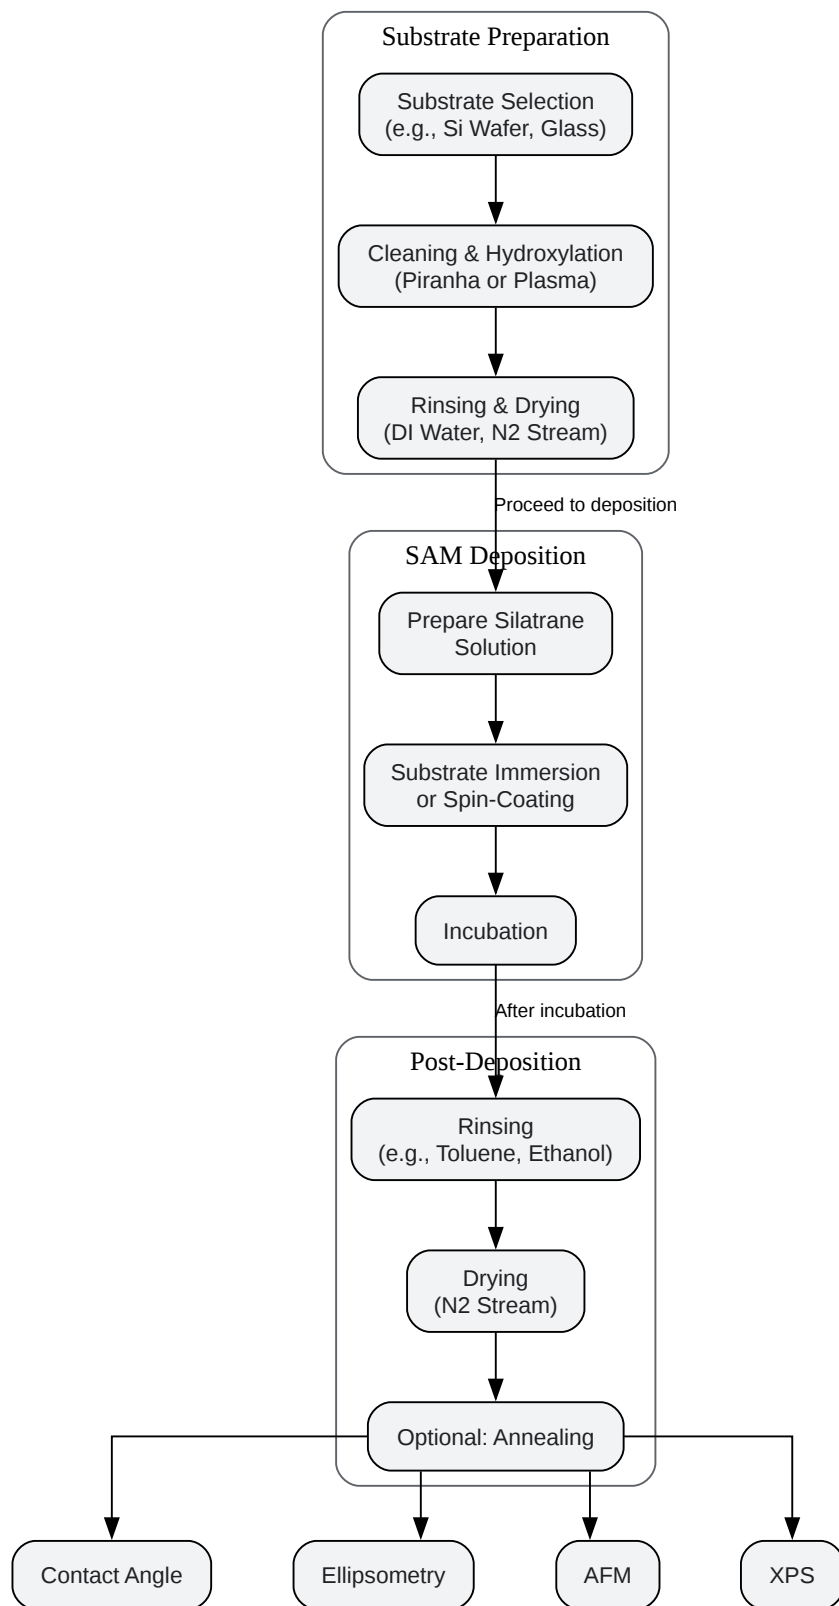 Substrate Preparation
Substrate Selection
(e.g., Si Wafer, Glass)
Cleaning & Hydroxylation
(Piranha or Plasma)
Rinsing & Drying
(DI Water, N2 Stream)
Proceed to deposition
SAM Deposition
Prepare Silatrane
Solution
Substrate Immersion
or Spin-Coating
Incubation
After incubation
Post-Deposition
Rinsing
(e.g., Toluene, Ethanol)
Drying
(N2 Stream)
Optional: Annealing
Contact Angle
Ellipsometry
AFM
XPS